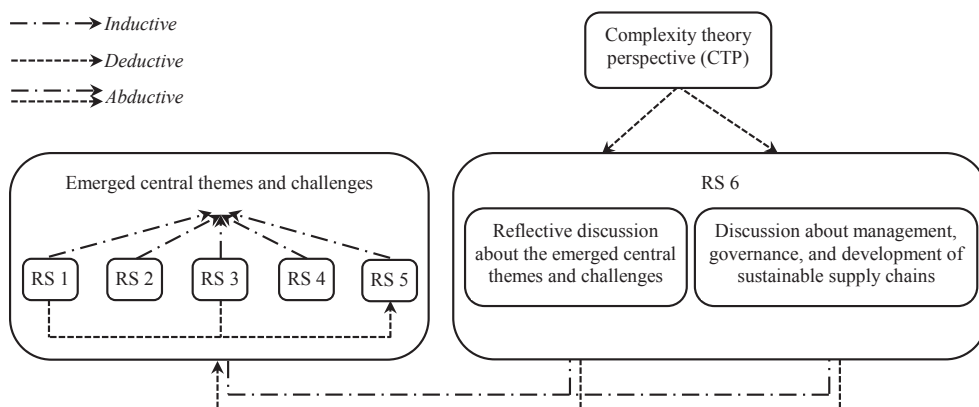 Inductive
Deductive
Abductive
Complexity theory
perspective (CTP)
Emerged central themes and challenges
RS 1
RS 2
RS 3
RS 4
RS 5
RS 6
Reflective discussion
about the emerged central
themes and challenges
Discussion about management,
governance, and development of
sustainable supply chains